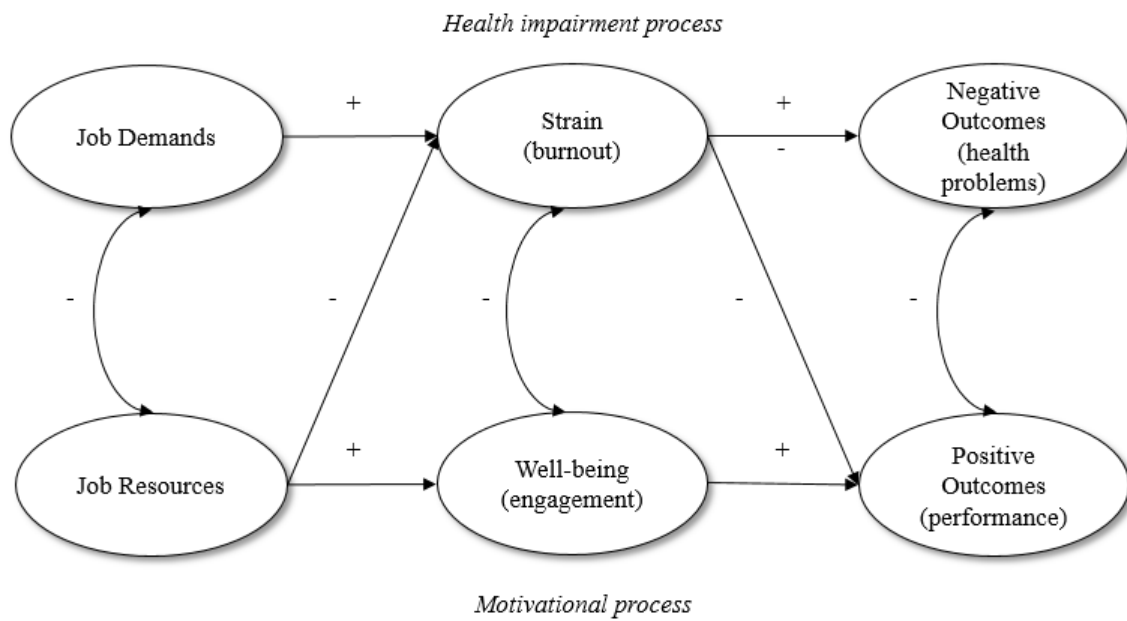 Health impairment process
+
+
Job Demands
Strain
(burnout)
Negative
Outcomes
(health
problems)
-
-
-
-
-
-
+
+
Job Resources
Well-being
(engagement)
Positive
Outcomes
(performance)
Motivational process